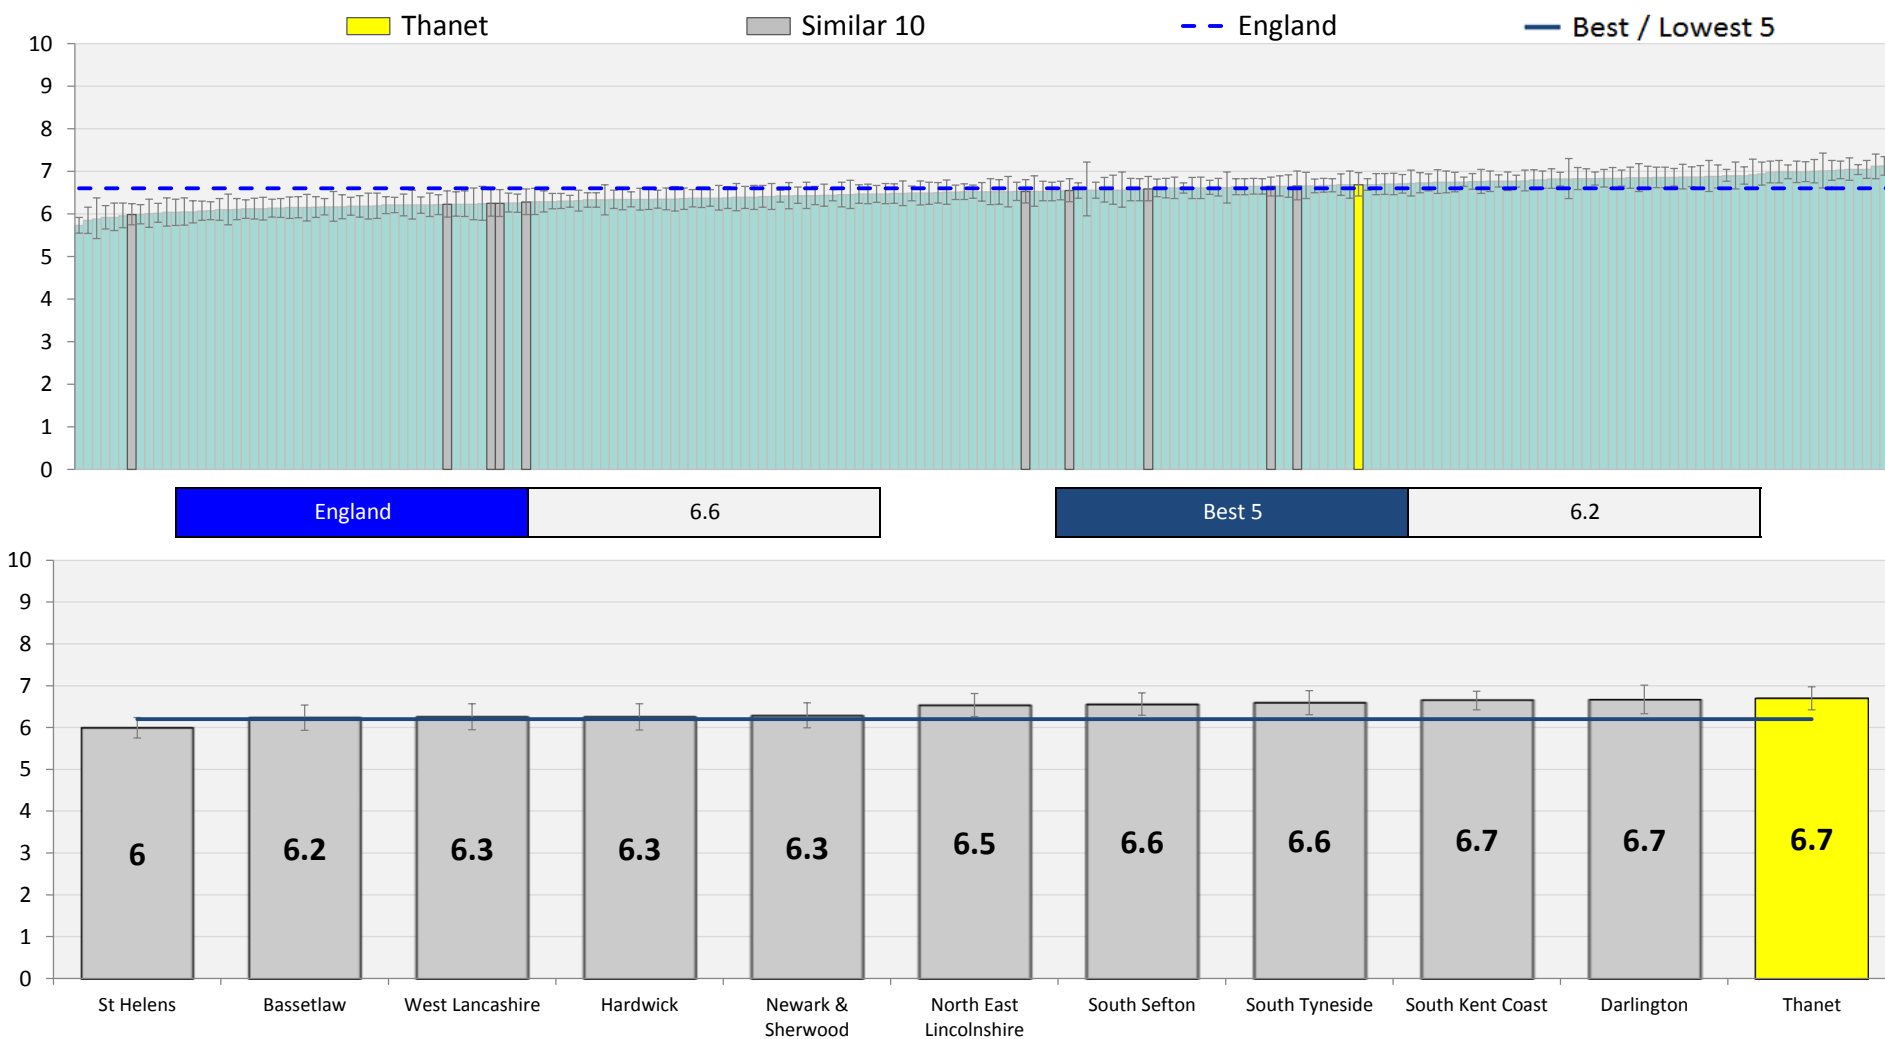 Thanet
Similar 10
England
Best / Lowest 5
10
9
8
7
6
5
4
3
2
1
0
England
6.6
Best 5
6.2
10
9
8
7
6
5
4
3
2
1
0
6
6.2
6.3
6.3
6.3
6.5
6.6
6.6
6.7
6.7
6.7
St Helens
Bassetlaw
West Lancashire
Hardwick
Newark &
Sherwood
North East
Lincolnshire
South Sefton
South Tyneside
South Kent Coast
Darlington
Thanet